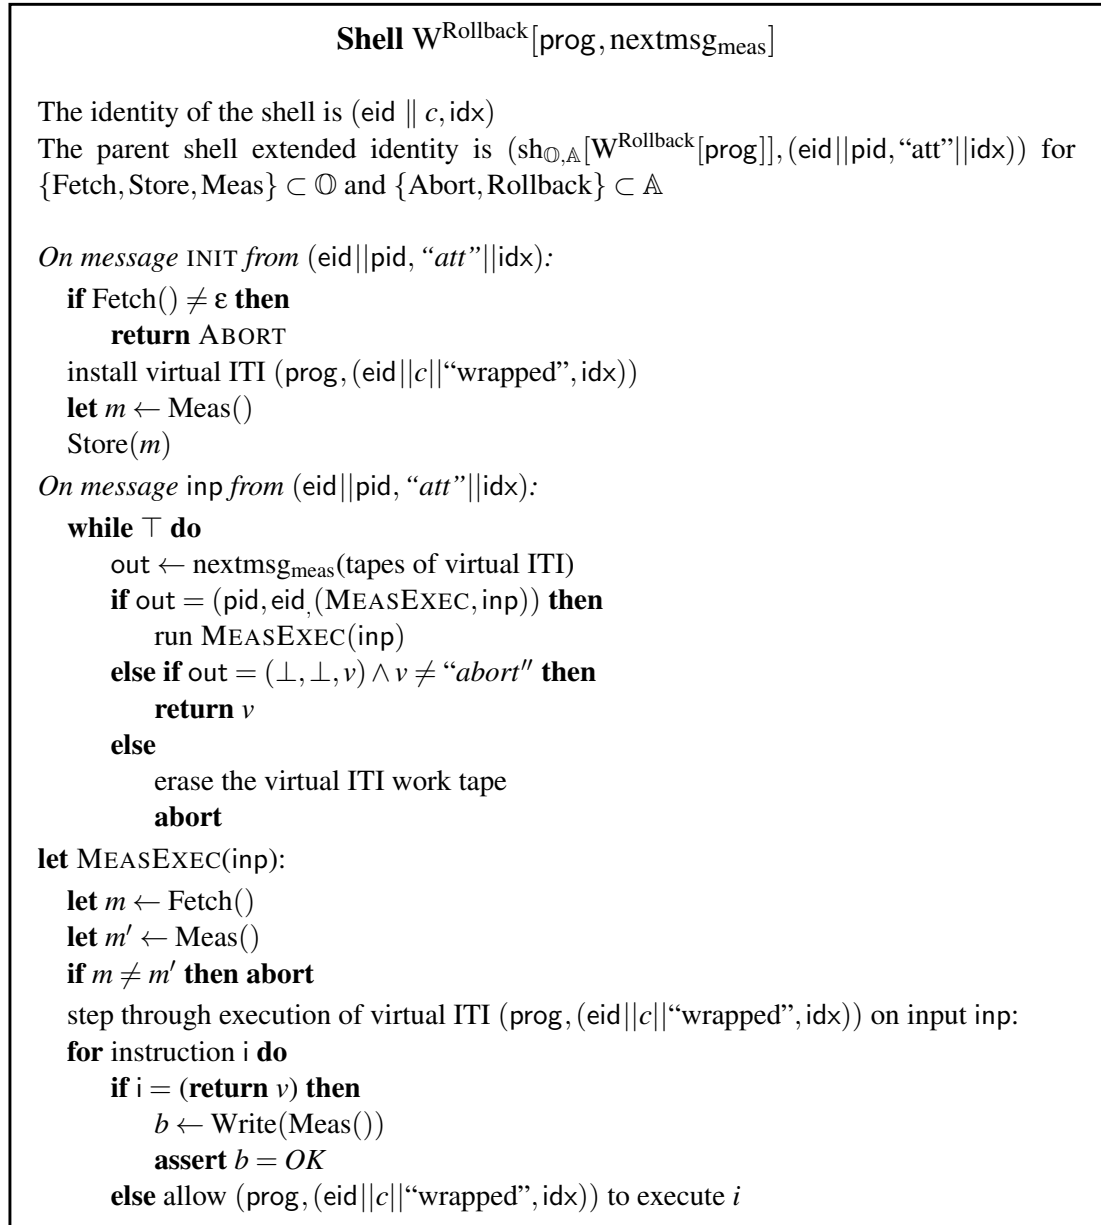 Shell W^Rollback[prog, nextmsg_meas]
The identity of the shell is (eid ∥ c, idx)
The parent shell extended identity is (sh_{𝕆,𝔸}[W^Rollback[prog]], (eid||pid, “att”||idx)) for
{Fetch, Store, Meas} ⊂ 𝕆 and {Abort, Rollback} ⊂ 𝔸
On message INIT from (eid||pid, “att”||idx):
if Fetch() ≠ ε then
return ABORT
install virtual ITI (prog, (eid||c||“wrapped”, idx))
let m ← Meas()
Store(m)
On message inp from (eid||pid, “att”||idx):
while ⊤ do
out ← nextmsg_meas(tapes of virtual ITI)
if out = (pid, eid,(MEASEXEC, inp)) then
run MEASEXEC(inp)
else if out = (⊥, ⊥, v) ∧ v ≠ “abort″ then
return v
else
erase the virtual ITI work tape
abort
let MEASEXEC(inp):
let m ← Fetch()
let m′ ← Meas()
if m ≠ m′ then abort
step through execution of virtual ITI (prog, (eid||c||“wrapped”, idx)) on input inp:
for instruction i do
if i = (return v) then
b ← Write(Meas())
assert b = OK
else allow (prog, (eid||c||“wrapped”, idx)) to execute i